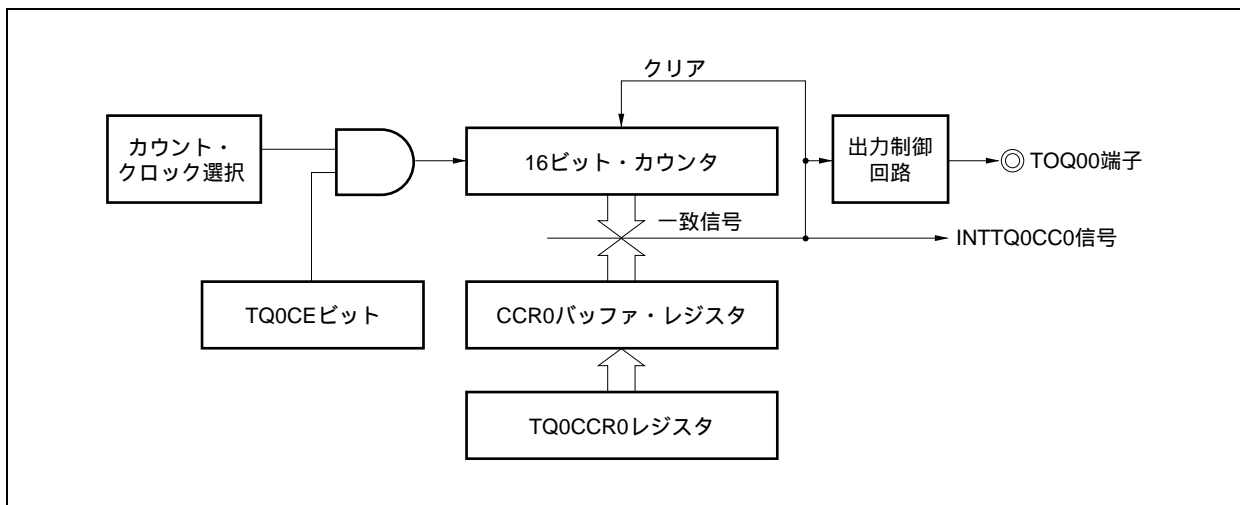 クリア
カウント・
クロック選択
16ビット・カウンタ
出力制御
回路
TOQ00端子
一致信号
INTTQ0CC0信号
TQ0CEビット
CCR0バッファ・レジスタ
TQ0CCR0レジスタ